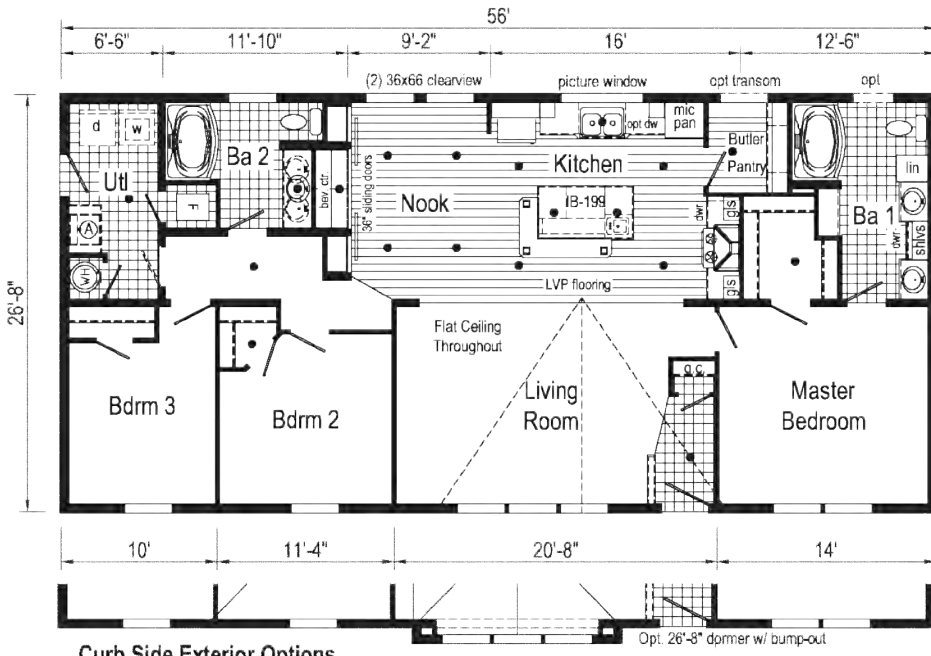 56'
6'-6"
11'-10"
9'-2"
16'
12'-6"
(2) 36x66 clearview
picture window
opt transom
opt
26'-8"
d
w
Utl
Ba 2
F
A
WH
bev. ctr.
36" sliding doors
Nook
Kitchen
opt dw
mic
pan
IB-199
Butler
Pantry
dwr
gls
gls
LVP flooring
Ba 1
lin
dwr
shlvs
Flat Ceiling
Throughout
Bdrm 3
Bdrm 2
Living
Room
g.c.
Master
Bedroom
10'
11'-4"
20'-8"
14'
Opt. 26'-8" dormer w/ bump-out
Curb Side Exterior Options